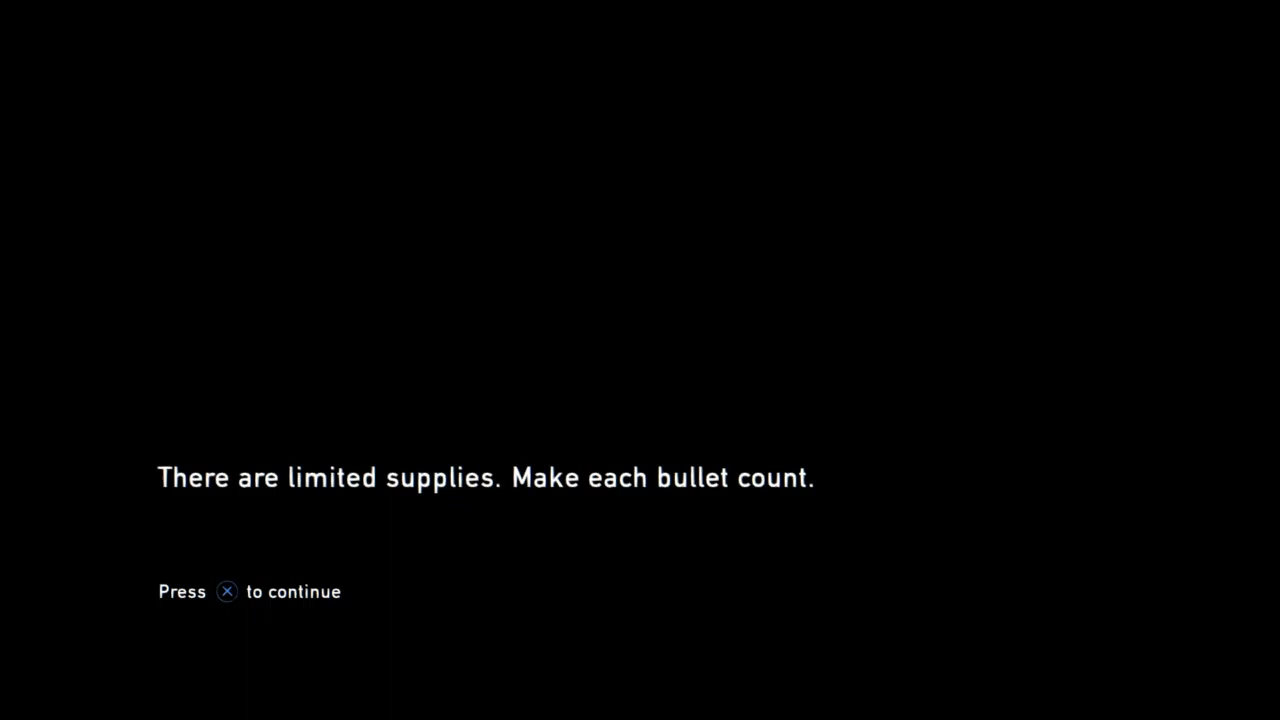 There are limited supplies. Make each bullet count.
Press ⓧ to continue